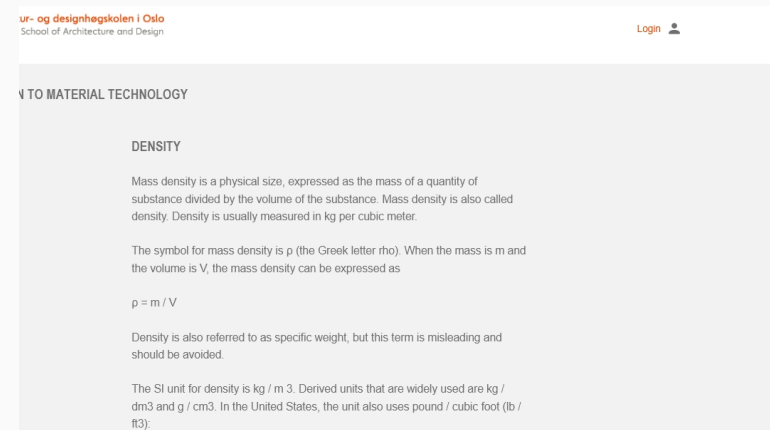 ur- og designhøgskolen i Oslo
School of Architecture and Design
Login
TO MATERIAL TECHNOLOGY
DENSITY
Mass density is a physical size, expressed as the mass of a quantity of
substance divided by the volume of the substance. Mass density is also called
density. Density is usually measured in kg per cubic meter.
The symbol for mass density is ρ (the Greek letter rho). When the mass is m and
the volume is V, the mass density can be expressed as
ρ = m / V
Density is also referred to as specific weight, but this term is misleading and
should be avoided.
The SI unit for density is kg / m 3. Derived units that are widely used are kg /
dm3 and g / cm3. In the United States, the unit also uses pound / cubic foot (lb /
ft3):